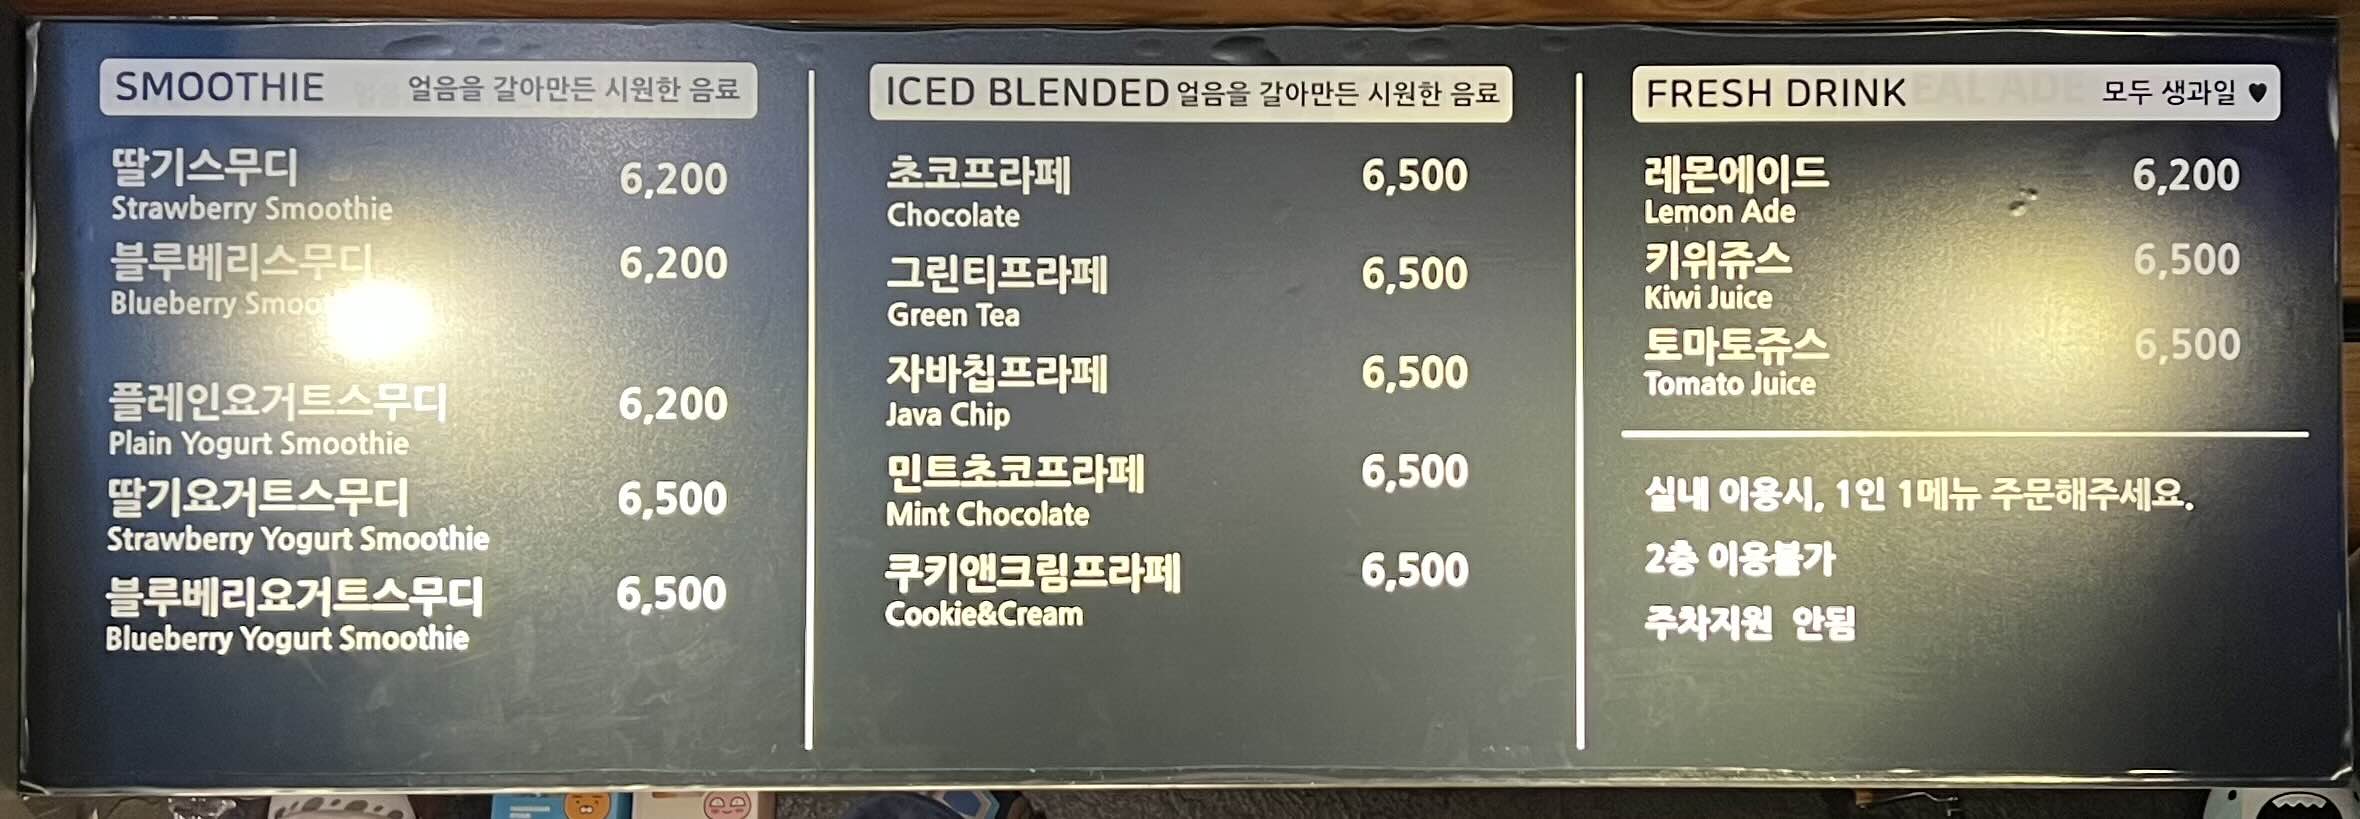 SMOOTHIE 얼음을 갈아만든 시원한 음료
딸기스무디 6,200
Strawberry Smoothie
블루베리스무디 6,200
Blueberry
플레인요거트스무디 6,200
Plain Yogurt Smoothie
딸기요거트스무디 6,500
Strawberry Yogurt Smoothie
블루베리요거트스무디 6,500
Blueberry Yogurt Smoothie
ICED BLENDED 얼음을 갈아만든 시원한 음료
초코프라페 6,500
Chocolate
그린티프라페 6,500
Green Tea
자바칩프라페 6,500
Java Chip
민트초코프라페 6,500
Mint Chocolate
쿠키앤크림프라페 6,500
Cookie&Cream
FRESH DRINK 모두 생과일 ♥
레몬에이드 6,200
Lemon Ade
키위쥬스 6,500
Kiwi Juice
토마토쥬스 6,500
Tomato Juice
실내 이용시, 1인 1메뉴 주문해주세요.
2층 이용불가
주차지원 안됨